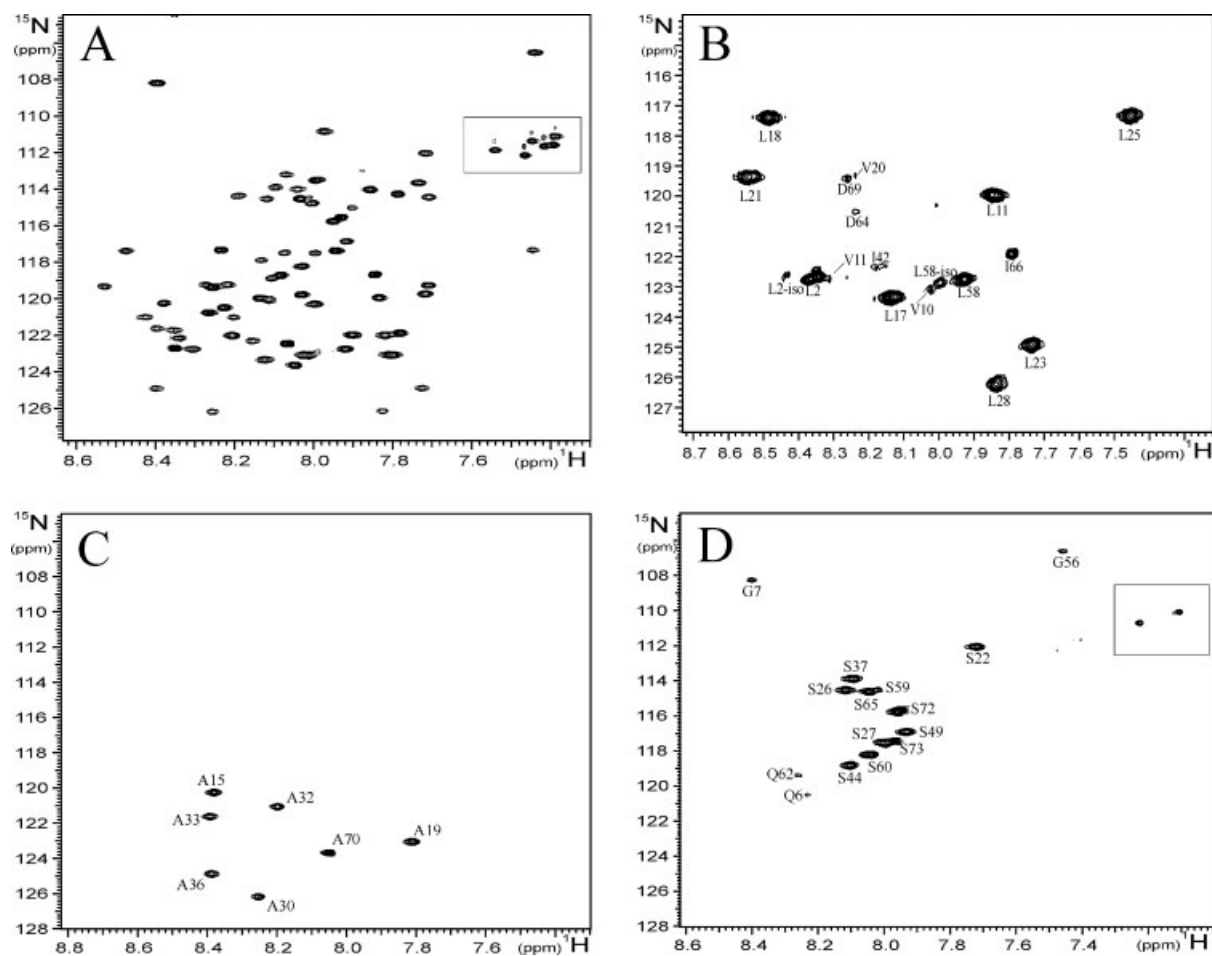 15N
(ppm)
A
108
110
112
114
116
118
120
122
124
126
8.6 8.4 8.2 8.0 7.8 7.6 (ppm) 1H
15N
(ppm)
B
116
117
118
119
120
121
122
123
124
125
126
127
L18
L25
V20
L21
D69
L11
D64
V11 I42
L58-iso
I66
L2-iso L2
V10
L58
L17
L23
L28
8.7 8.6 8.5 8.4 8.3 8.2 8.1 8.0 7.9 7.8 7.7 7.6 7.5 (ppm) 1H
15N
(ppm)
C
108
110
112
114
116
118
120
122
124
126
128
A15
A32
A33
A70
A19
A36
A30
8.8 8.6 8.4 8.2 8.0 7.8 7.6 (ppm) 1H
15N
(ppm)
D
108
110
112
114
116
118
120
122
124
126
128
G56
G7
S22
S37
S26 S59
S65
S72
S27 S49
S73
S60
S44
Q62
Q6
8.6 8.4 8.2 8.0 7.8 7.6 7.4 (ppm) 1H